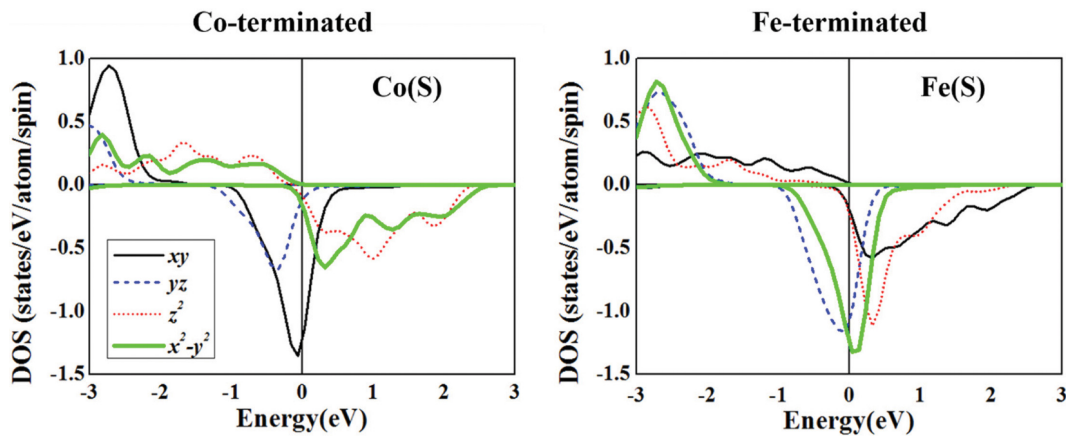 Co-terminated
DOS (states/eV/atom/spin)
1.0
0.5
0.0
-0.5
-1.0
-1.5
Co(S)
xy
yz
z²
x²-y²
-3 -2 -1 0 1 2 3
Energy(eV)
Fe-terminated
DOS (states/eV/atom/spin)
1.0
0.5
0.0
-0.5
-1.0
-1.5
Fe(S)
-3 -2 -1 0 1 2 3
Energy(eV)